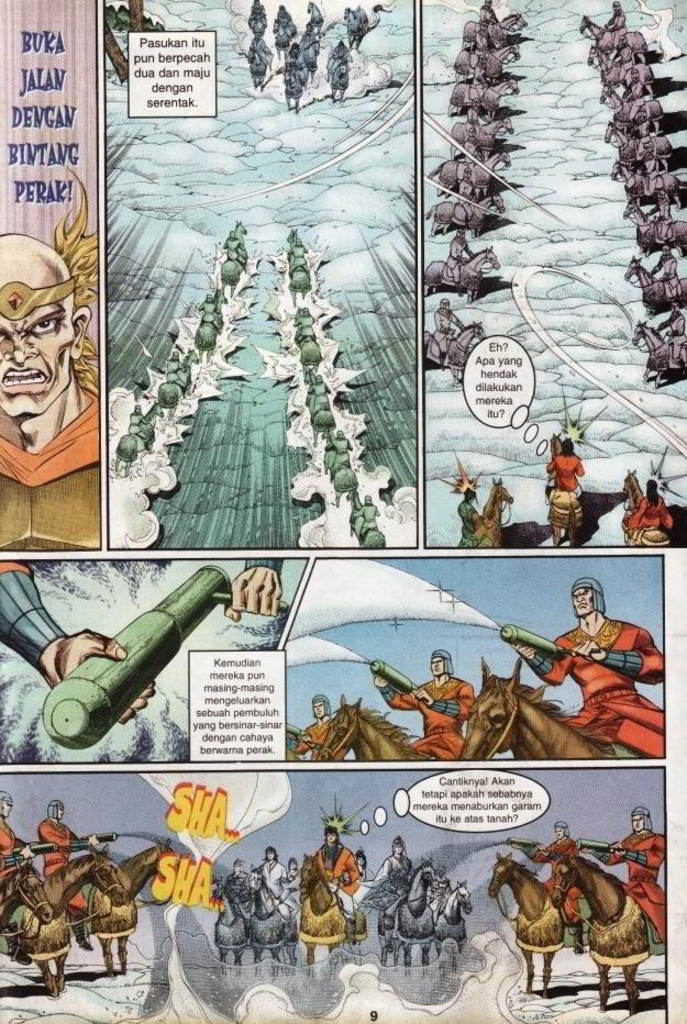 BUKA
JALAN
DENGAN
BINTANG
PERAK!
Pasukan itu
pun berpecah
dua dan maju
dengan
serentak.
Eh?
Apa yang
hendak
dilakukan
mereka
itu?
Kemudian
mereka pun
masing-masing
mengeluarkan
sebuah pembuluh
yang bersinar-sinar
dengan cahaya
berwarna perak.
Cantiknya! Akan
tetapi apakah sebabnya
mereka menaburkan garam
itu ke atas tanah?
SHA...
SHA...
9